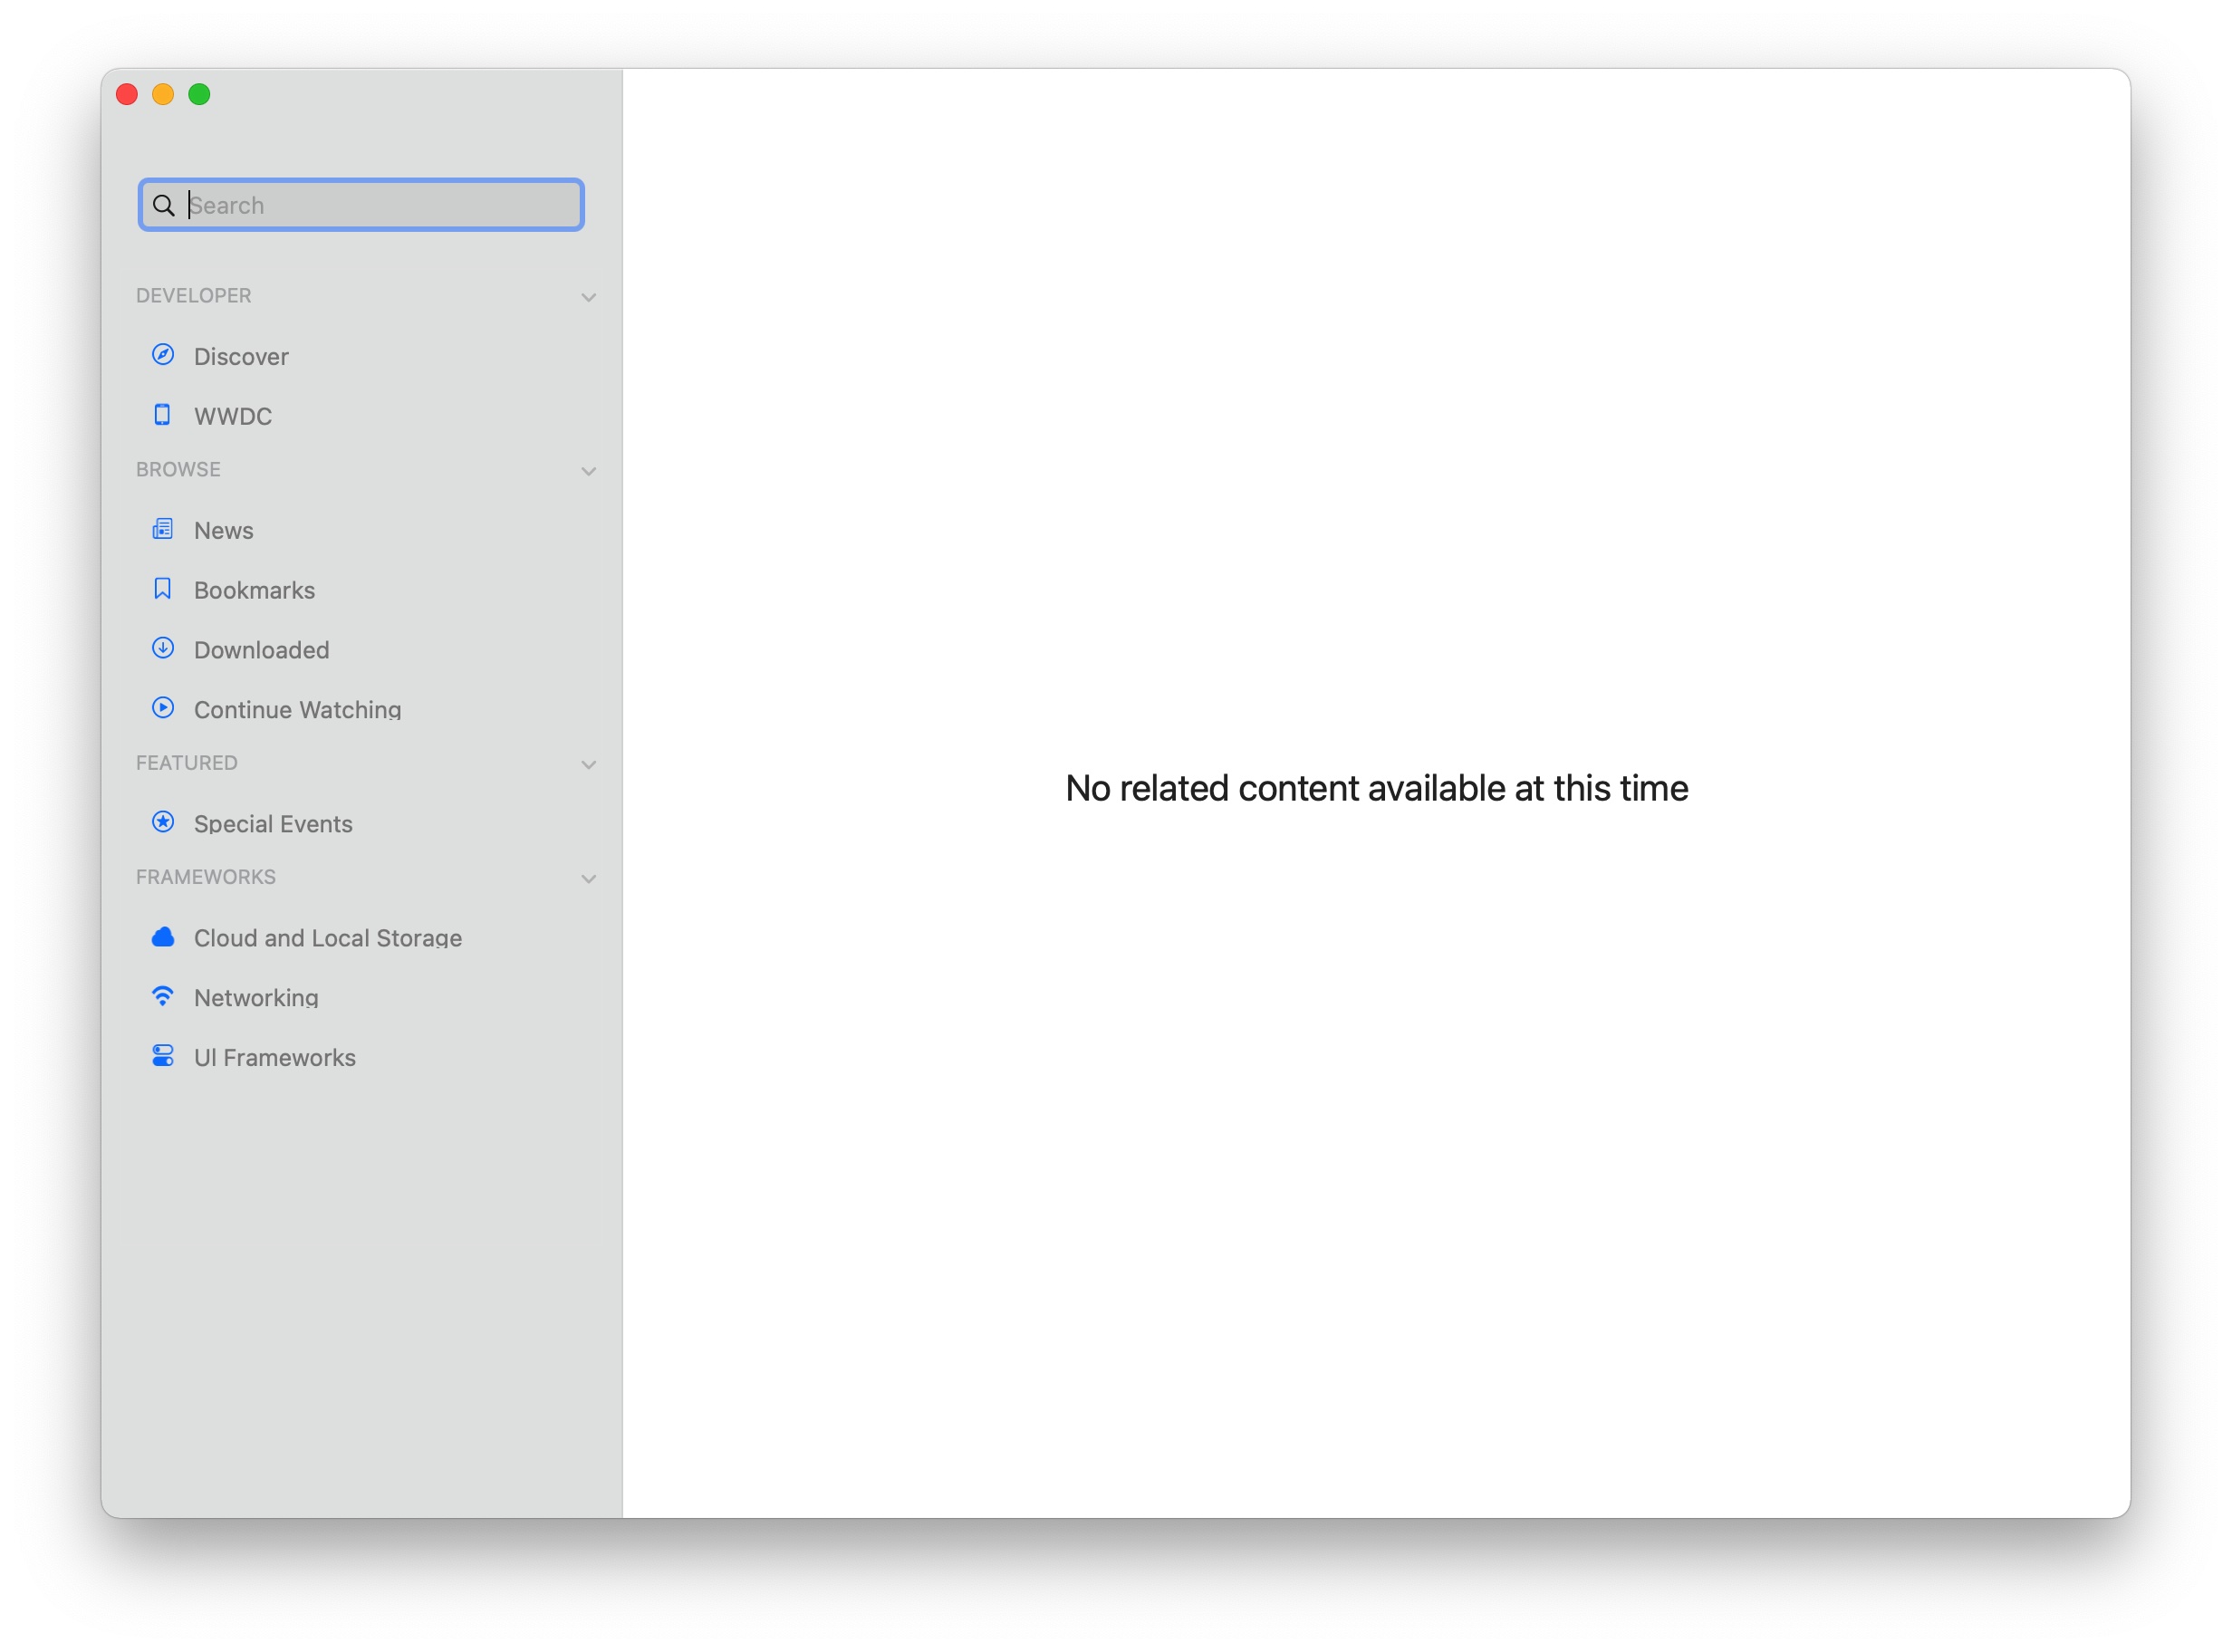 Search
DEVELOPER
Discover
WWDC
BROWSE
News
Bookmarks
Downloaded
Continue Watching
FEATURED
Special Events
FRAMEWORKS
Cloud and Local Storage
Networking
UI Frameworks
No related content available at this time